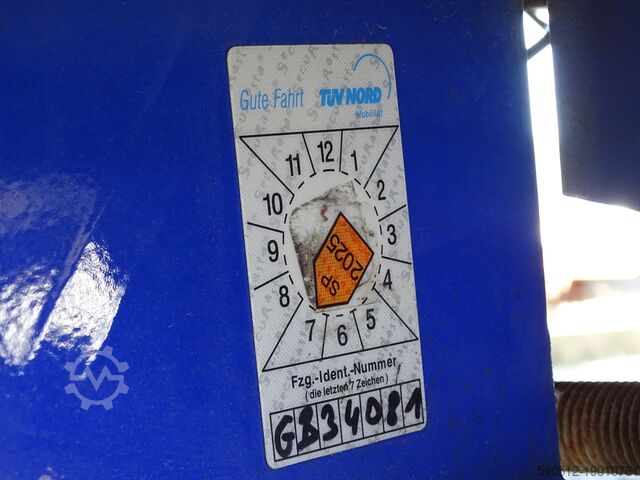 Gute Fahrt TÜV NORD
Mobilität
11 12 1
10 2
9 3
8 4
7 6 5
SP
2025
Fzg.-Ident.-Nummer
(die letzten 7 Zeichen)
GB34081